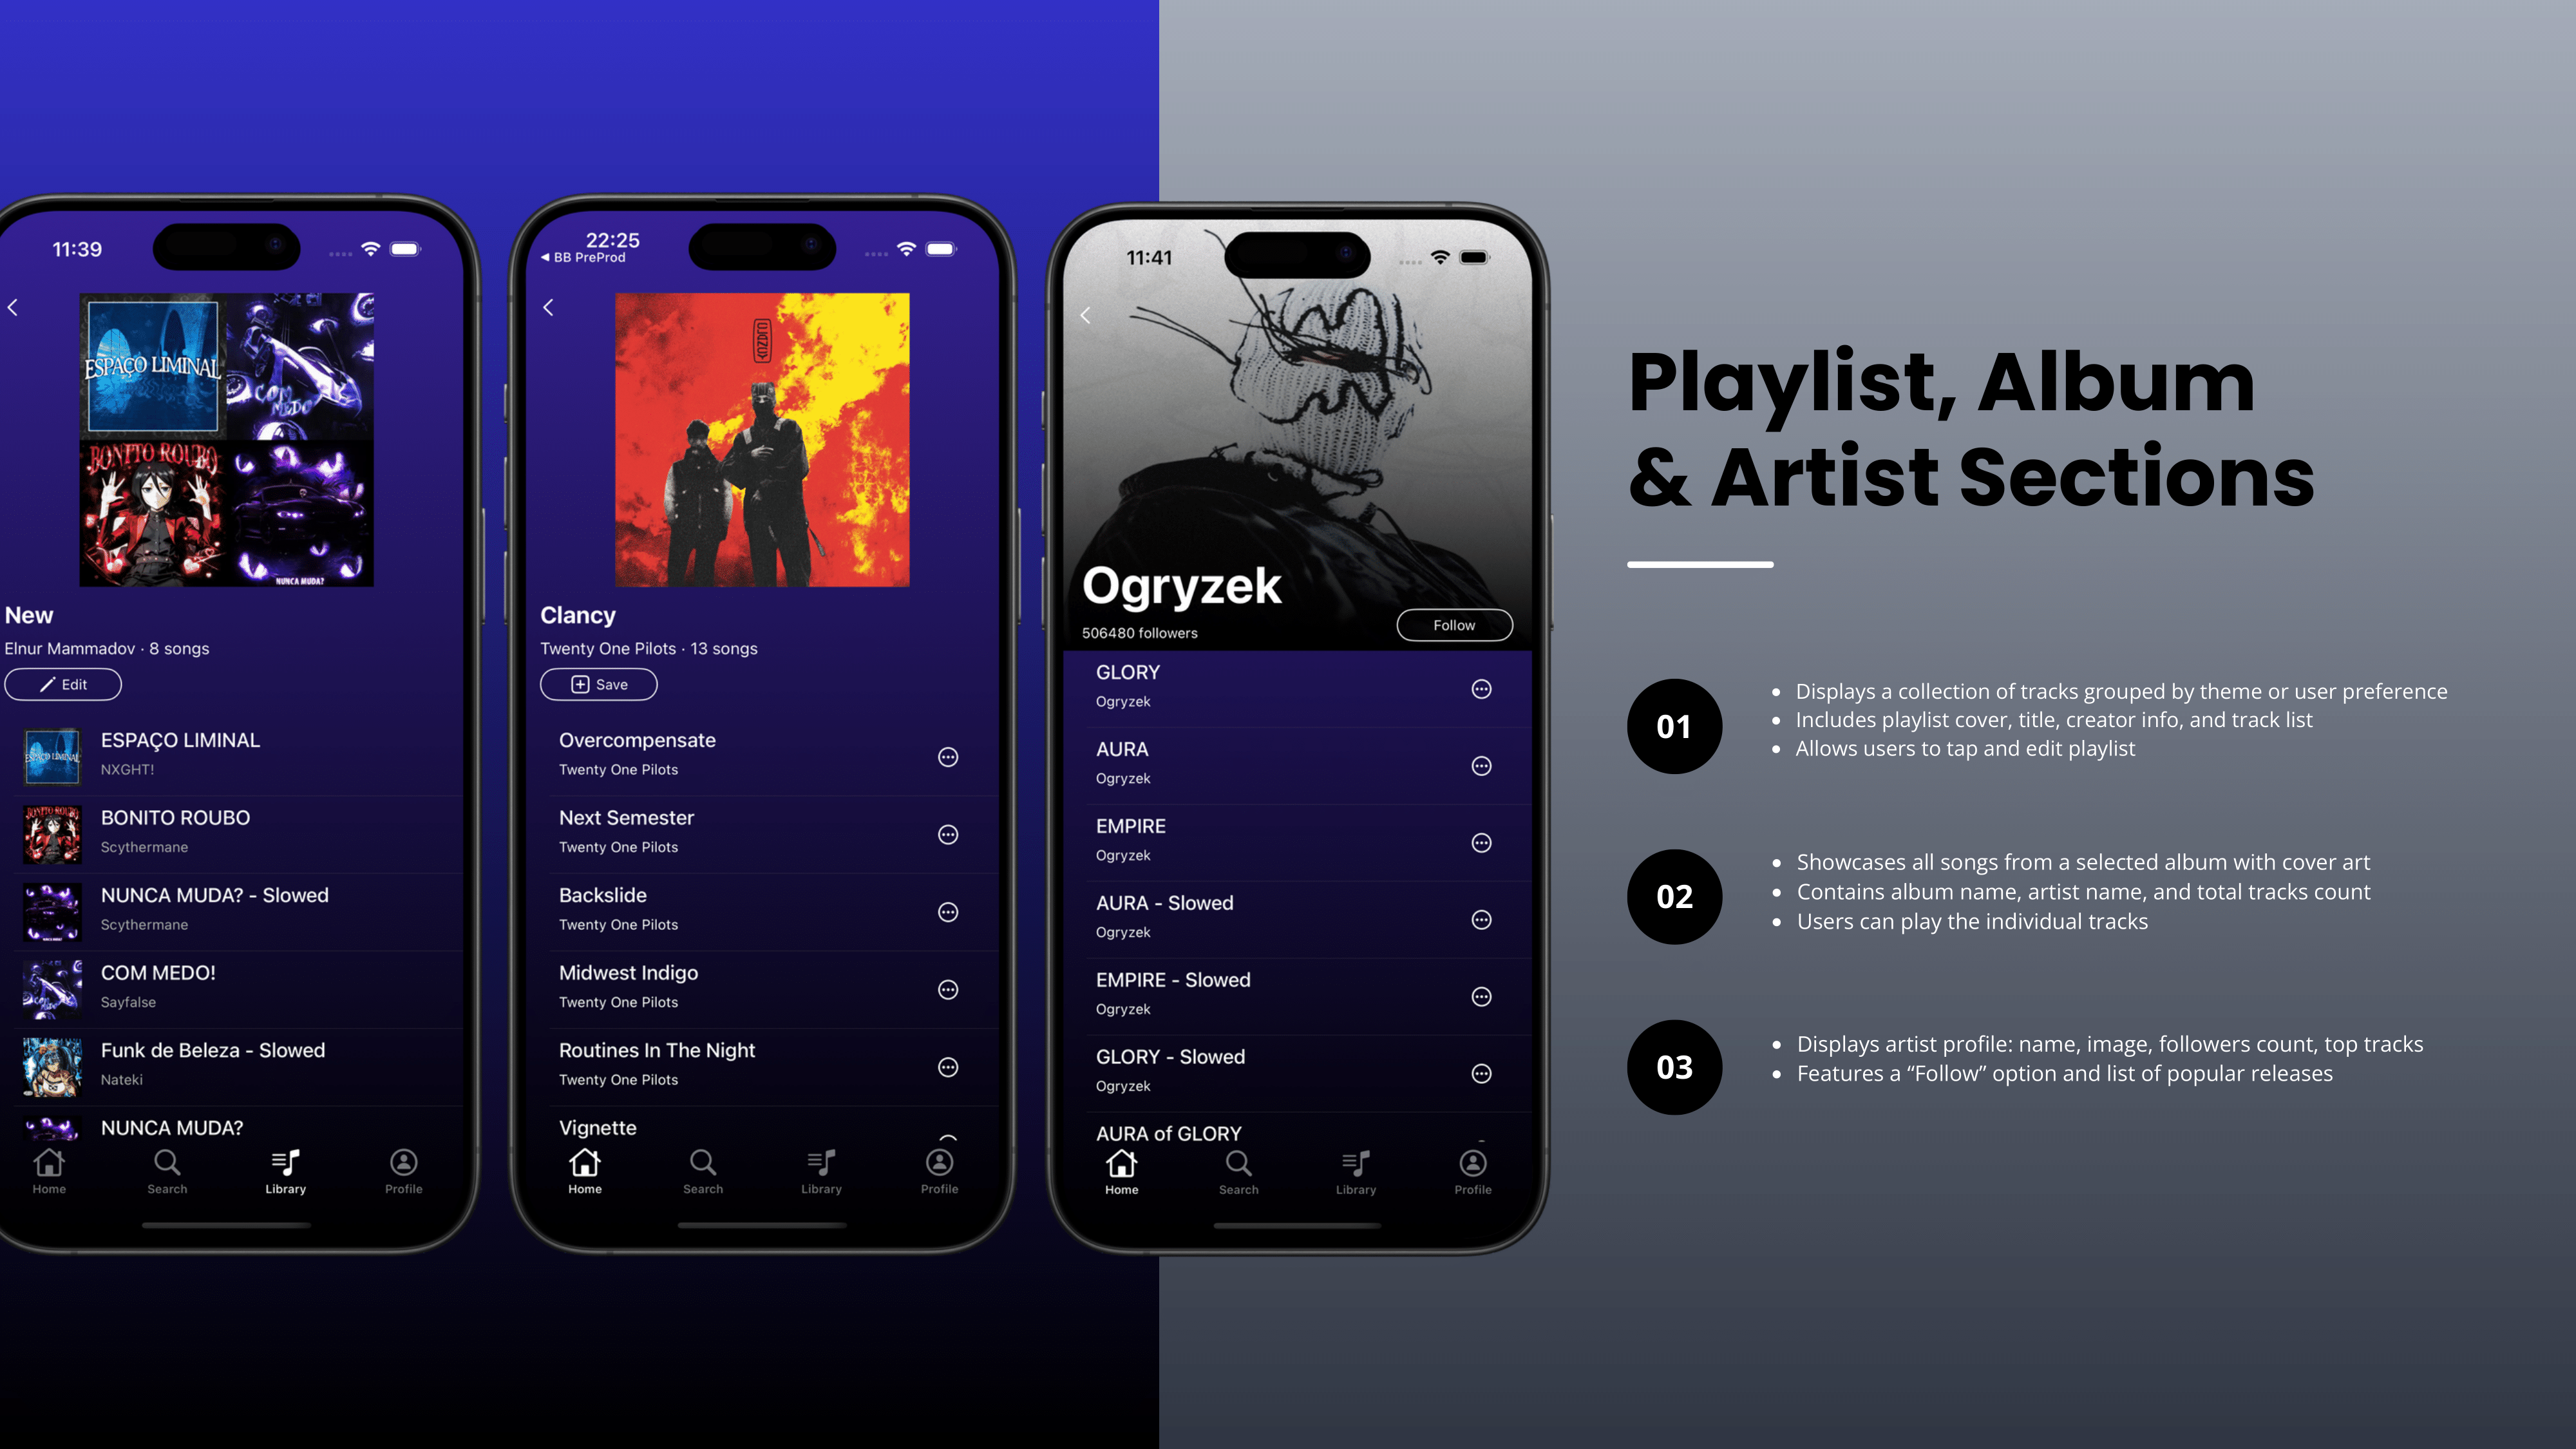 11:39
ESPAÇO LIMINAL
COM MEDO
BONITO ROUBO
NUNCA MUDA?
New
Elnur Mammadov · 8 songs
Edit
ESPAÇO LIMINAL
NXGHT!
BONITO ROUBO
Scythermane
NUNCA MUDA? - Slowed
Scythermane
COM MEDO!
Sayfalse
Funk de Beleza - Slowed
Nateki
NUNCA MUDA?
Home Search Library Profile
22:25
◀ BB PreProd
Clancy
Twenty One Pilots · 13 songs
Save
Overcompensate
Twenty One Pilots
Next Semester
Twenty One Pilots
Backslide
Twenty One Pilots
Midwest Indigo
Twenty One Pilots
Routines In The Night
Twenty One Pilots
Vignette
Home Search Library Profile
11:41
Ogryzek
506480 followers
Follow
GLORY
Ogryzek
AURA
Ogryzek
EMPIRE
Ogryzek
AURA - Slowed
Ogryzek
EMPIRE - Slowed
Ogryzek
GLORY - Slowed
Ogryzek
AURA of GLORY
Home Search Library Profile
Playlist, Album
& Artist Sections
01
• Displays a collection of tracks grouped by theme or user preference
• Includes playlist cover, title, creator info, and track list
• Allows users to tap and edit playlist
02
• Showcases all songs from a selected album with cover art
• Contains album name, artist name, and total tracks count
• Users can play the individual tracks
03
• Displays artist profile: name, image, followers count, top tracks
• Features a “Follow” option and list of popular releases